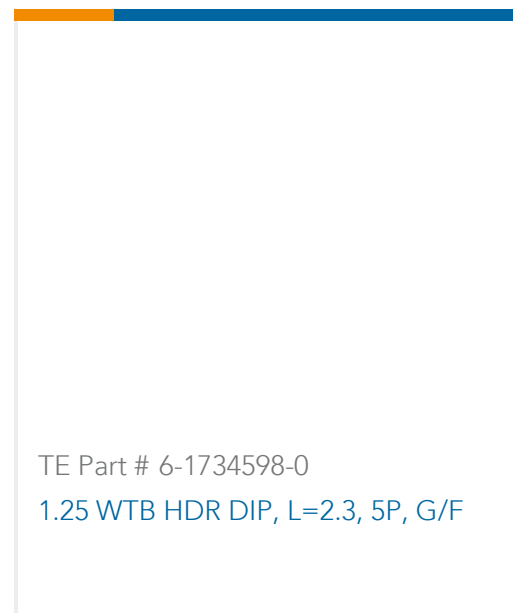 TE Part # 6-1734598-0
1.25 WTB HDR DIP, L=2.3, 5P, G/F